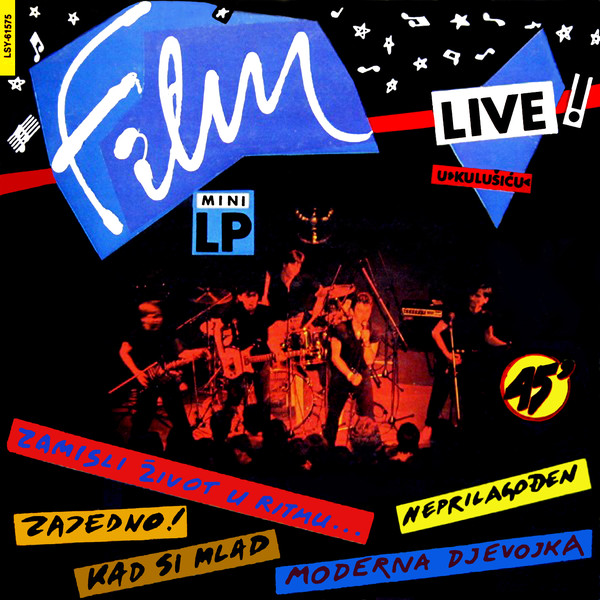 LSY-61575
Film
LIVE!!
U»KULUŠIĆU«
MINI
LP
45'
ZAMISLI ŽIVOT U RITMU...
NEPRILAGOĐEN
ZAJEDNO!
KAD SI MLAD
MODERNA DJEVOJKA